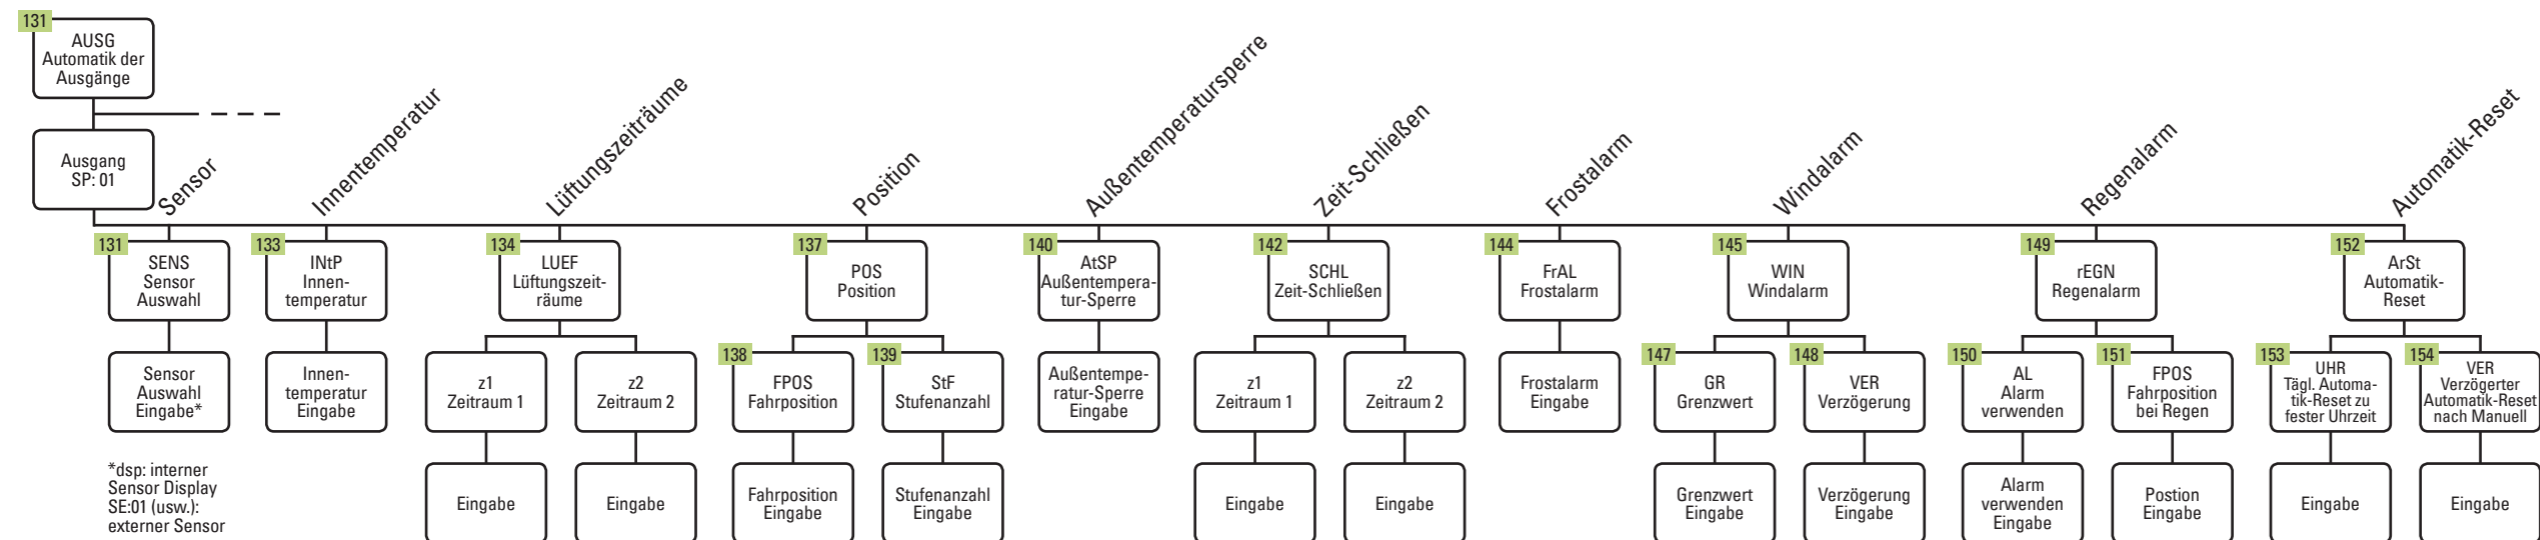 131
AUSG
Automatik der
Ausgänge
Ausgang
SP: 01
Sensor
Innentemperatur
Lüftungszeiträume
Position
Außentemperatursperre
Zeit-Schließen
Frostalarm
Windalarm
Regenalarm
Automatik-Reset
131
SENS
Sensor
Auswahl
133
INtP
Innen-
temperatur
134
LUEF
Lüftungszeit-
räume
137
POS
Position
140
AtSP
Außentempera-
tur-Sperre
142
SCHL
Zeit-Schließen
144
FrAL
Frostalarm
145
WIN
Windalarm
149
rEGN
Regenalarm
152
ArSt
Automatik-
Reset
Sensor
Auswahl
Eingabe*
Innen-
temperatur
Eingabe
z1
Zeitraum 1
z2
Zeitraum 2
138
FPOS
Fahrposition
139
StF
Stufenanzahl
Außentempe-
ratur-Sperre
Eingabe
z1
Zeitraum 1
z2
Zeitraum 2
Frostalarm
Eingabe
147
GR
Grenzwert
148
VER
Verzögerung
150
AL
Alarm
verwenden
151
FPOS
Fahrposition
bei Regen
153
UHR
Tägl. Automa-
tik-Reset zu
fester Uhrzeit
154
VER
Verzögerter
Automatik-Reset
nach Manuell
*dsp: interner
Sensor Display
SE:01 (usw.):
externer Sensor
Eingabe
Eingabe
Fahrposition
Eingabe
Stufenanzahl
Eingabe
Eingabe
Eingabe
Grenzwert
Eingabe
Verzögerung
Eingabe
Alarm
verwenden
Eingabe
Postion
Eingabe
Eingabe
Eingabe